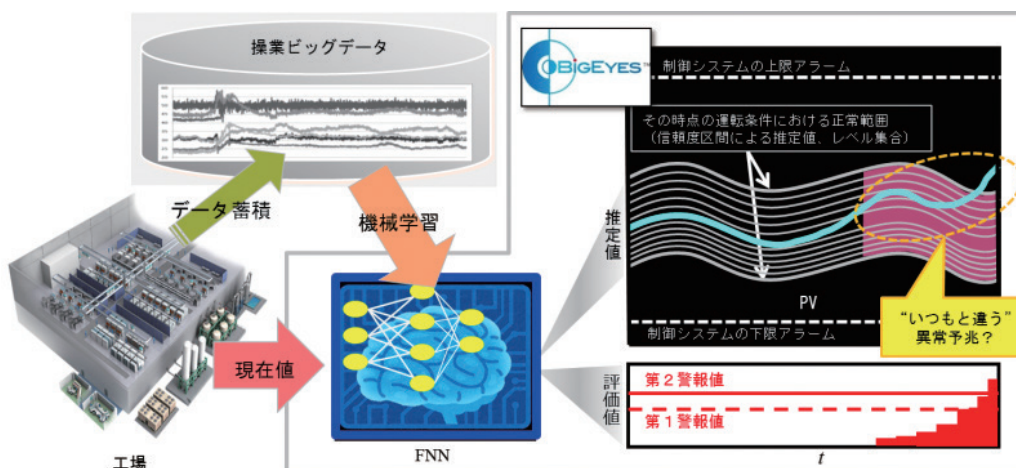 操業ビッグデータ
データ蓄積
機械学習
工場
現在値
FNN
BiGEYES™
制御システムの上限アラーム
その時点の運転条件における正常範囲
（信頼度区間による推定値、レベル集合）
推定値
PV
制御システムの下限アラーム
“いつもと違う”
異常予兆？
評価値
第２警報値
第１警報値
t